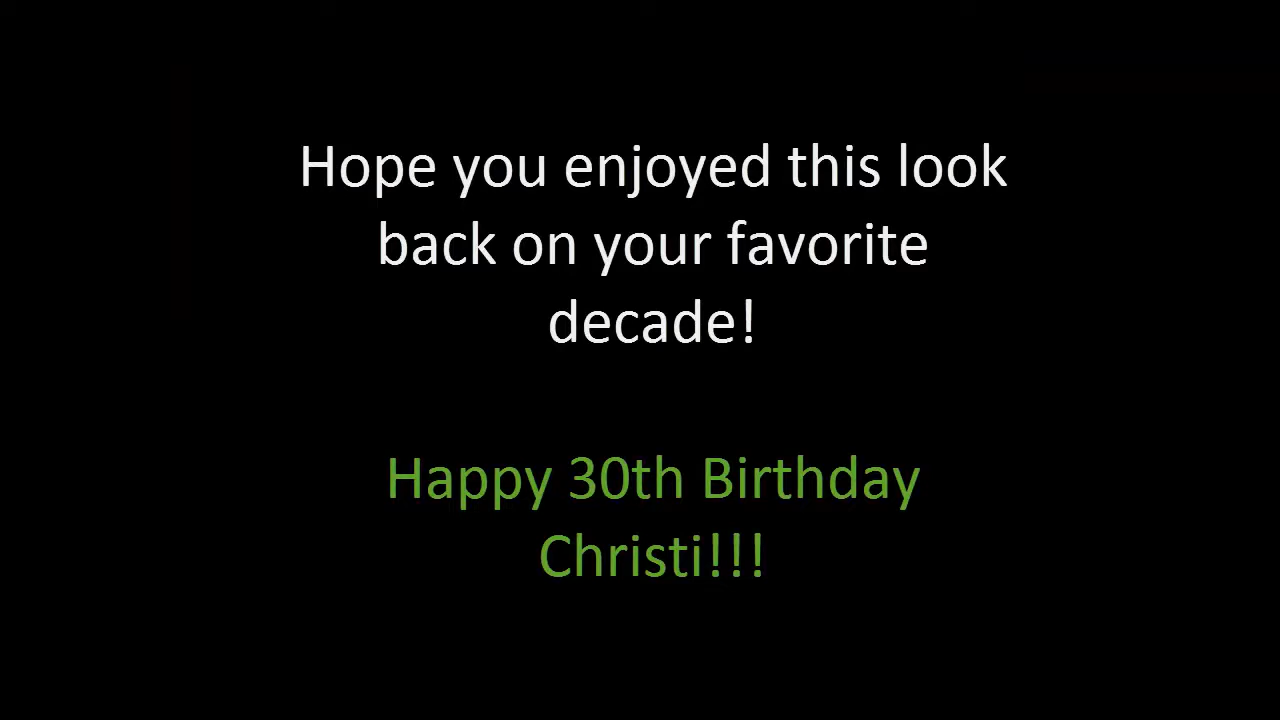 Hope you enjoyed this look
back on your favorite
decade!
Happy 30th Birthday
Christi!!!